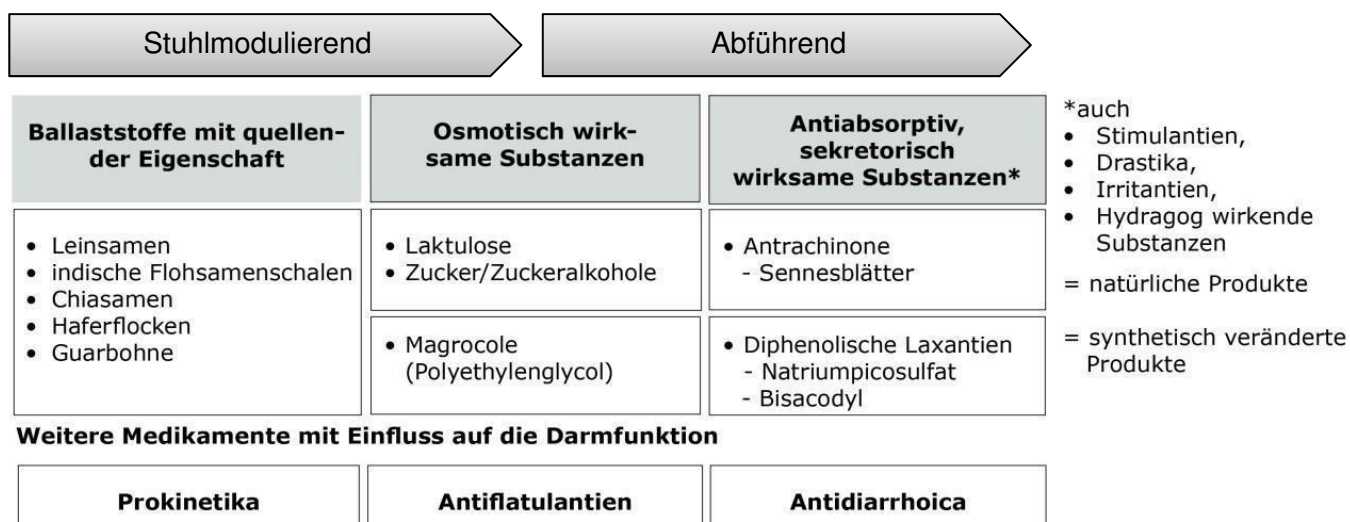 Stuhlmodulierend
Abführend
Ballaststoffe mit quellen-
der Eigenschaft
Osmotisch wirk-
same Substanzen
Antiabsorptiv,
sekretorisch
wirksame Substanzen*
*auch
• Stimulantien,
• Drastika,
• Irritantien,
• Hydragog wirkende
Substanzen
• Leinsamen
• indische Flohsamenschalen
• Chiasamen
• Haferflocken
• Guarbohne
• Laktulose
• Zucker/Zuckeralkohole
• Antrachinone
- Sennesblätter
= natürliche Produkte
• Magrocole
(Polyethylenglycol)
• Diphenolische Laxantien
- Natriumpicosulfat
- Bisacodyl
= synthetisch veränderte
Produkte
Weitere Medikamente mit Einfluss auf die Darmfunktion
Prokinetika
Antiflatulantien
Antidiarrhoica